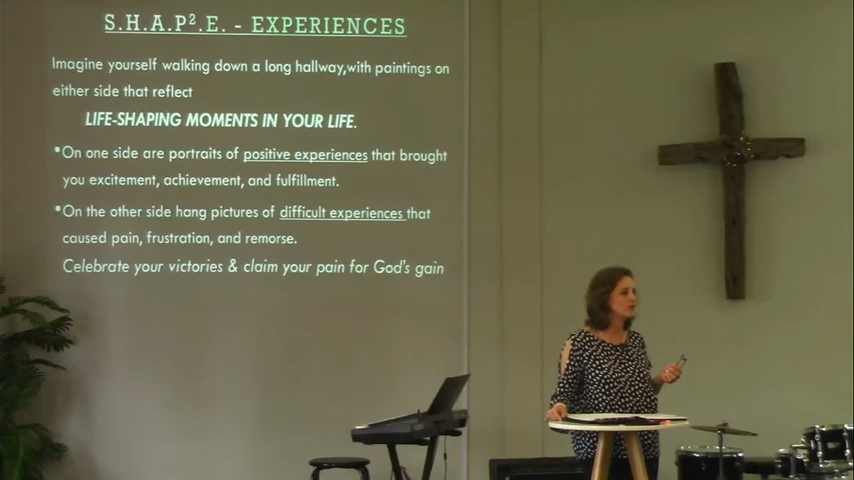 S.H.A.P².E. - EXPERIENCES
Imagine yourself walking down a long hallway,with paintings on
either side that reflect
LIFE-SHAPING MOMENTS IN YOUR LIFE.
•On one side are portraits of positive experiences that brought
you excitement, achievement, and fulfillment.
•On the other side hang pictures of difficult experiences that
caused pain, frustration, and remorse.
Celebrate your victories & claim your pain for God's gain